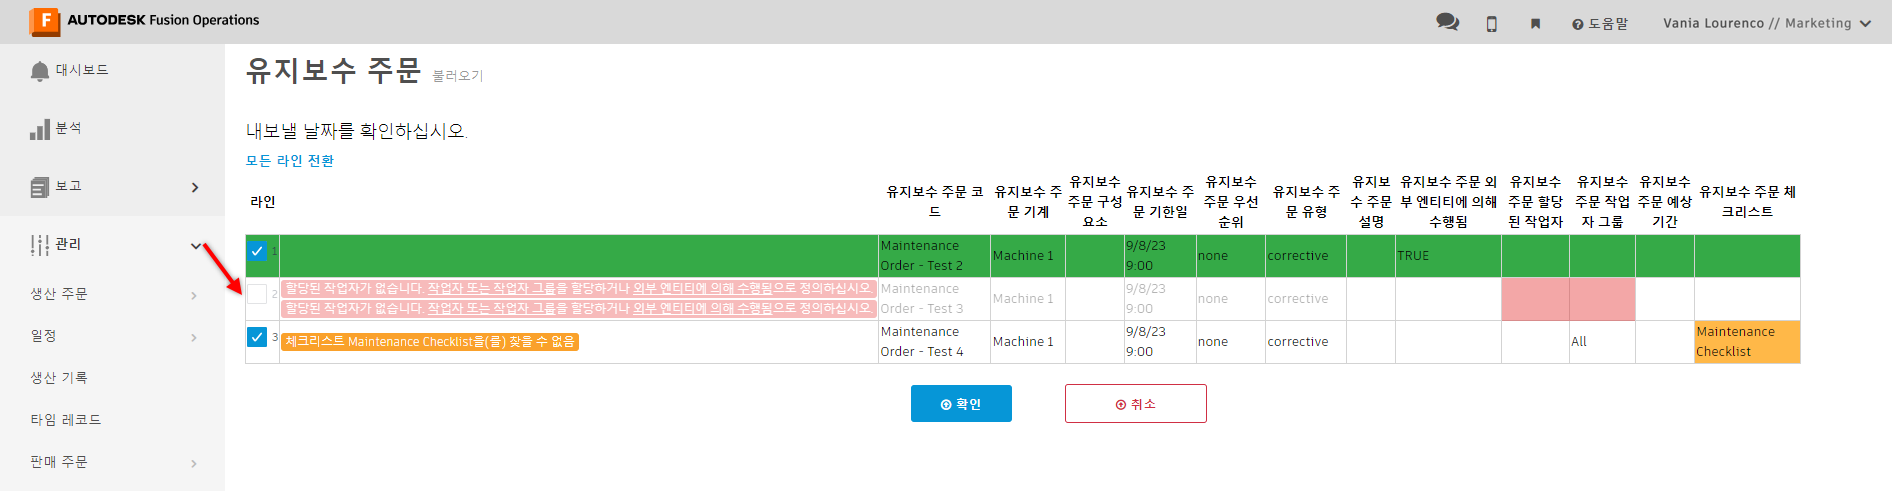 F AUTODESK Fusion Operations
도움말
Vania Lourenco // Marketing
대시보드
분석
보고
관리
생산 주문
일정
생산 기록
타임 레코드
판매 주문
유지보수 주문 불러오기
내보낼 날짜를 확인하십시오.
모든 라인 전환
라인
유지보수 주문 코
드
유지보수 주
문 기계
유지보수
주문 구성
요소
유지보수 주
문 기한일
유지보수
주문 우선
순위
유지보수 주
문 유형
유지보
수 주문
설명
유지보수 주문 외
부 엔티티에 의해
수행됨
유지보수
주문 할당
된 작업자
유지보수
주문 작업
자 그룹
유지보수
주문 예상
기간
유지보수 주문 체
크리스트
1
Maintenance
Order - Test 2
Machine 1
9/8/23
9:00
none
corrective
TRUE
2
할당된 작업자가 없습니다. 작업자 또는 작업자 그룹을 할당하거나 외부 엔티티에 의해 수행됨으로 정의하십시오.
할당된 작업자가 없습니다. 작업자 또는 작업자 그룹을 할당하거나 외부 엔티티에 의해 수행됨으로 정의하십시오.
Maintenance
Order - Test 3
Machine 1
9/8/23
9:00
none
corrective
3
체크리스트 Maintenance Checklist을(를) 찾을 수 없음
Maintenance
Order - Test 4
Machine 1
9/8/23
9:00
none
corrective
All
Maintenance
Checklist
확인
취소